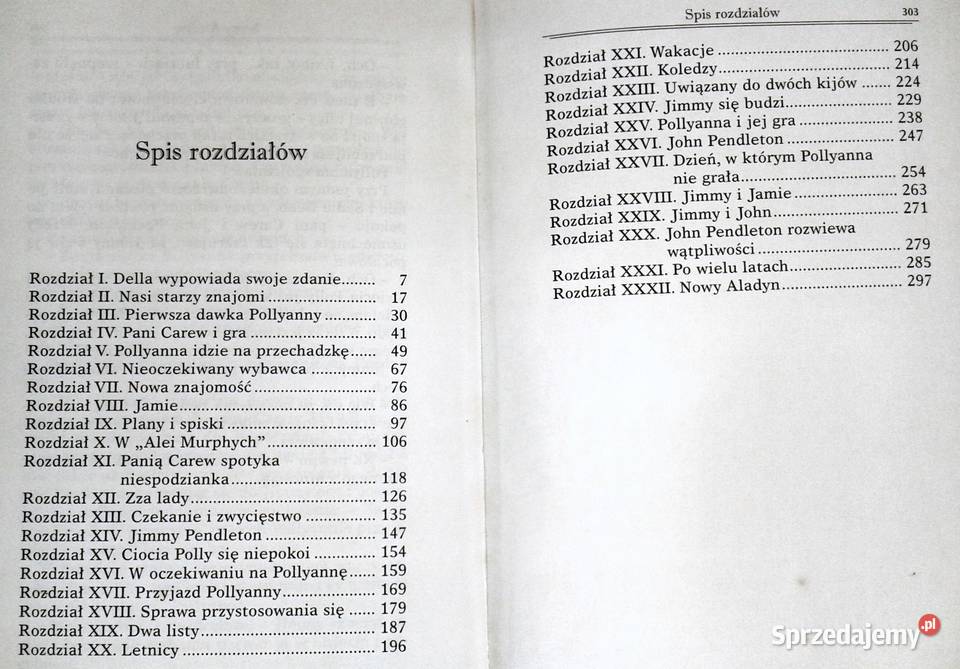 Spis rozdziałów
Rozdział I. Della wypowiada swoje zdanie........ 7
Rozdział II. Nasi starzy znajomi ......................... 17
Rozdział III. Pierwsza dawka Pollyanny ............ 30
Rozdział IV. Pani Carew i gra ............................. 41
Rozdział V. Pollyanna idzie na przechadzkę...... 49
Rozdział VI. Nieoczekiwany wybawca ............... 67
Rozdział VII. Nowa znajomość ............................ 76
Rozdział VIII. Jamie............................................. 86
Rozdział IX. Plany i spiski ................................... 97
Rozdział X. W „Alei Murphych”......................... 106
Rozdział XI. Panią Carew spotyka
niespodzianka................................ 118
Rozdział XII. Zza lady.......................................... 126
Rozdział XIII. Czekanie i zwycięstwo ................ 135
Rozdział XIV. Jimmy Pendleton ......................... 147
Rozdział XV. Ciocia Polly się niepokoi .............. 154
Rozdział XVI. W oczekiwaniu na Pollyannę...... 159
Rozdział XVII. Przyjazd Pollyanny..................... 169
Rozdział XVIII. Sprawa przystosowania się ...... 179
Rozdział XIX. Dwa listy....................................... 187
Rozdział XX. Letnicy ........................................... 196
Spis rozdziałów 303
Rozdział XXI. Wakacje ........................................ 206
Rozdział XXII. Koledzy........................................ 214
Rozdział XXIII. Uwiązany do dwóch kijów ...... 224
Rozdział XXIV. Jimmy się budzi......................... 229
Rozdział XXV. Pollyanna i jej gra ...................... 238
Rozdział XXVI. John Pendleton ......................... 247
Rozdział XXVII. Dzień, w którym Pollyanna
nie grała.................................... 254
Rozdział XXVIII. Jimmy i Jamie ........................ 263
Rozdział XXIX. Jimmy i John............................. 271
Rozdział XXX. John Pendleton rozwiewa
wątpliwości ................................. 279
Rozdział XXXI. Po wielu latach.......................... 285
Rozdział XXXII. Nowy Aladyn............................ 297
Sprzedajemy.pl